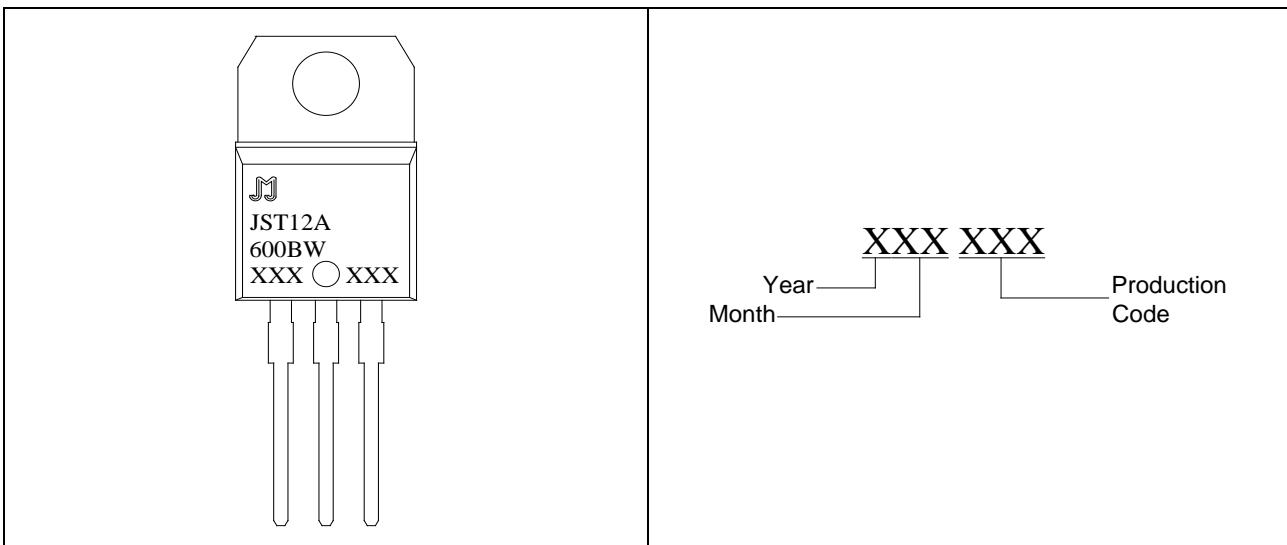 JST12A
600BW
XXX XXX
XXX XXX
Year
Month
Production
Code